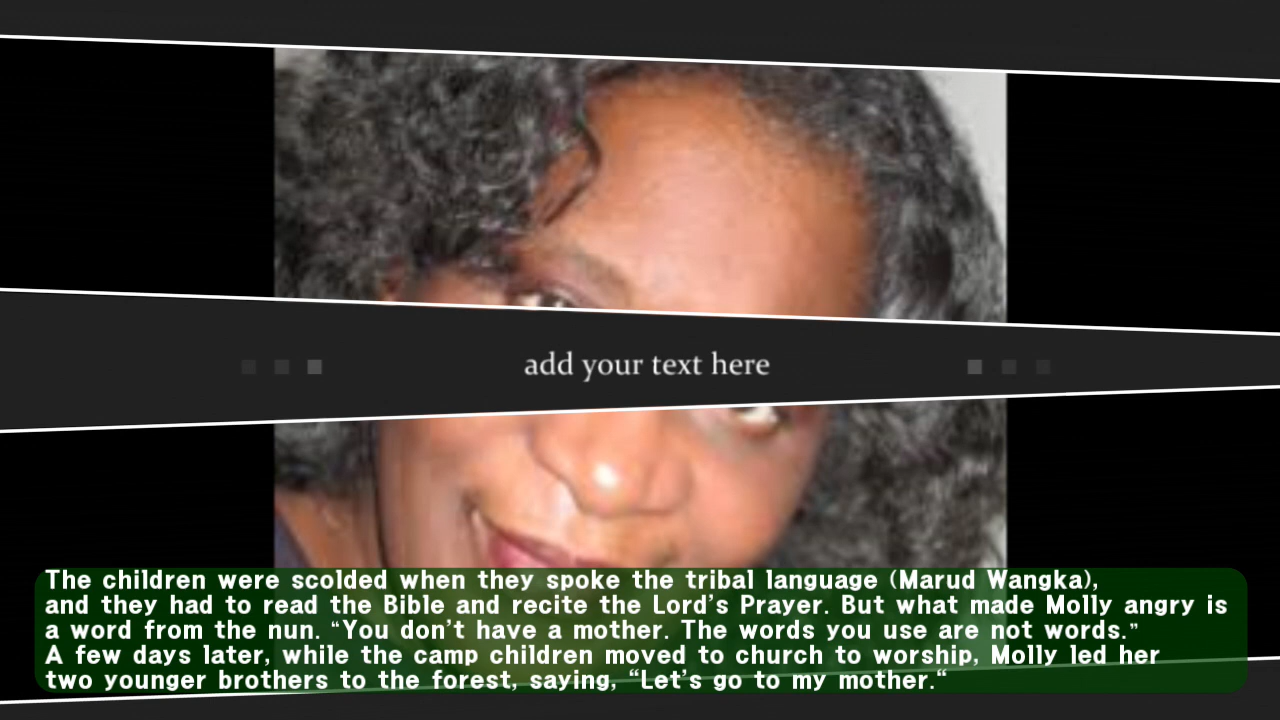 add your text here
The children were scolded when they spoke the tribal language (Marud Wangka),
and they had to read the Bible and recite the Lord's Prayer. But what made Molly angry is
a word from the nun. “You don't have a mother. The words you use are not words.”
A few days later, while the camp children moved to church to worship, Molly led her
two younger brothers to the forest, saying, “Let's go to my mother.“